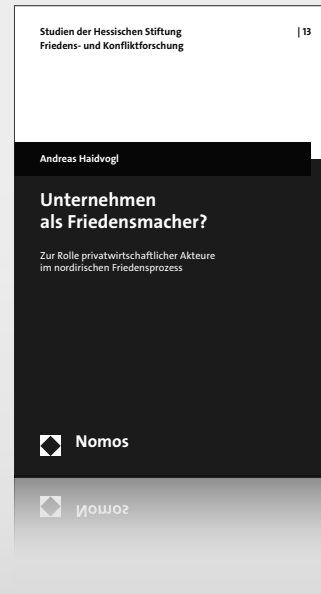 Studien der Hessischen Stiftung | 13
Friedens- und Konfliktforschung
Andreas Haidvogl
Unternehmen
als Friedensmacher?
Zur Rolle privatwirtschaftlicher Akteure
im nordirischen Friedensprozess
Nomos
Nomos